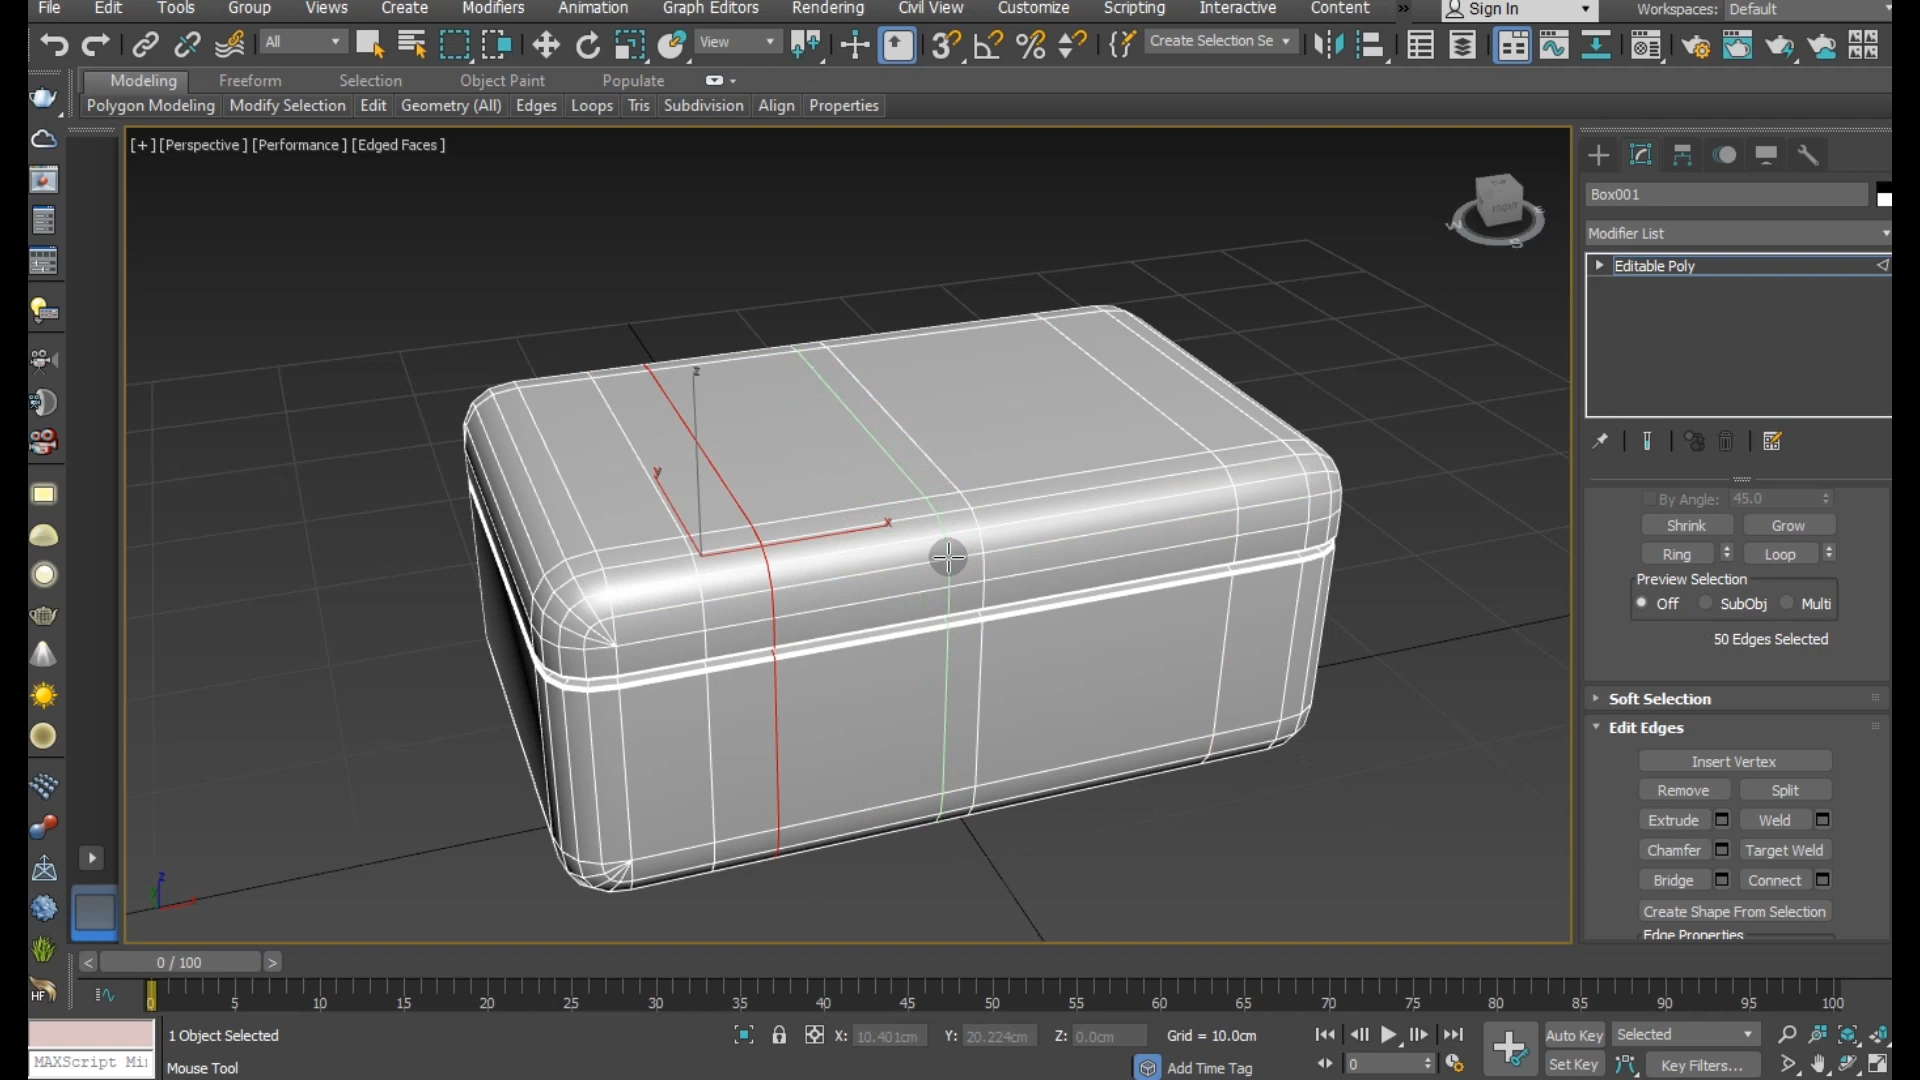 File Edit Tools Group Views Create Modifiers Animation Graph Editors Rendering Civil View Customize Scripting Interactive Content » Sign In Workspaces: Default
All View Create Selection Se
Modeling Freeform Selection Object Paint Populate
Polygon Modeling Modify Selection Edit Geometry (All) Edges Loops Tris Subdivision Align Properties
[+] [Perspective] [Performance] [Edged Faces]
FRONT
W S E
Box001
Modifier List
Editable Poly
z
y
x
By Angle: 45.0
Shrink Grow
Ring Loop
Preview Selection
Off SubObj Multi
50 Edges Selected
Soft Selection
Edit Edges
Insert Vertex
Remove Split
Extrude Weld
Chamfer Target Weld
Bridge Connect
Create Shape From Selection
Edge Properties
z
HF
< 0 / 100 >
0 5 10 15 20 25 30 35 40 45 50 55 60 65 70 75 80 85 90 95 100
1 Object Selected X: 10.401cm Y: 20.224cm Z: 0.0cm Grid = 10.0cm Auto Key Selected
MAXScript Mi
Mouse Tool Add Time Tag 0 Set Key Key Filters...